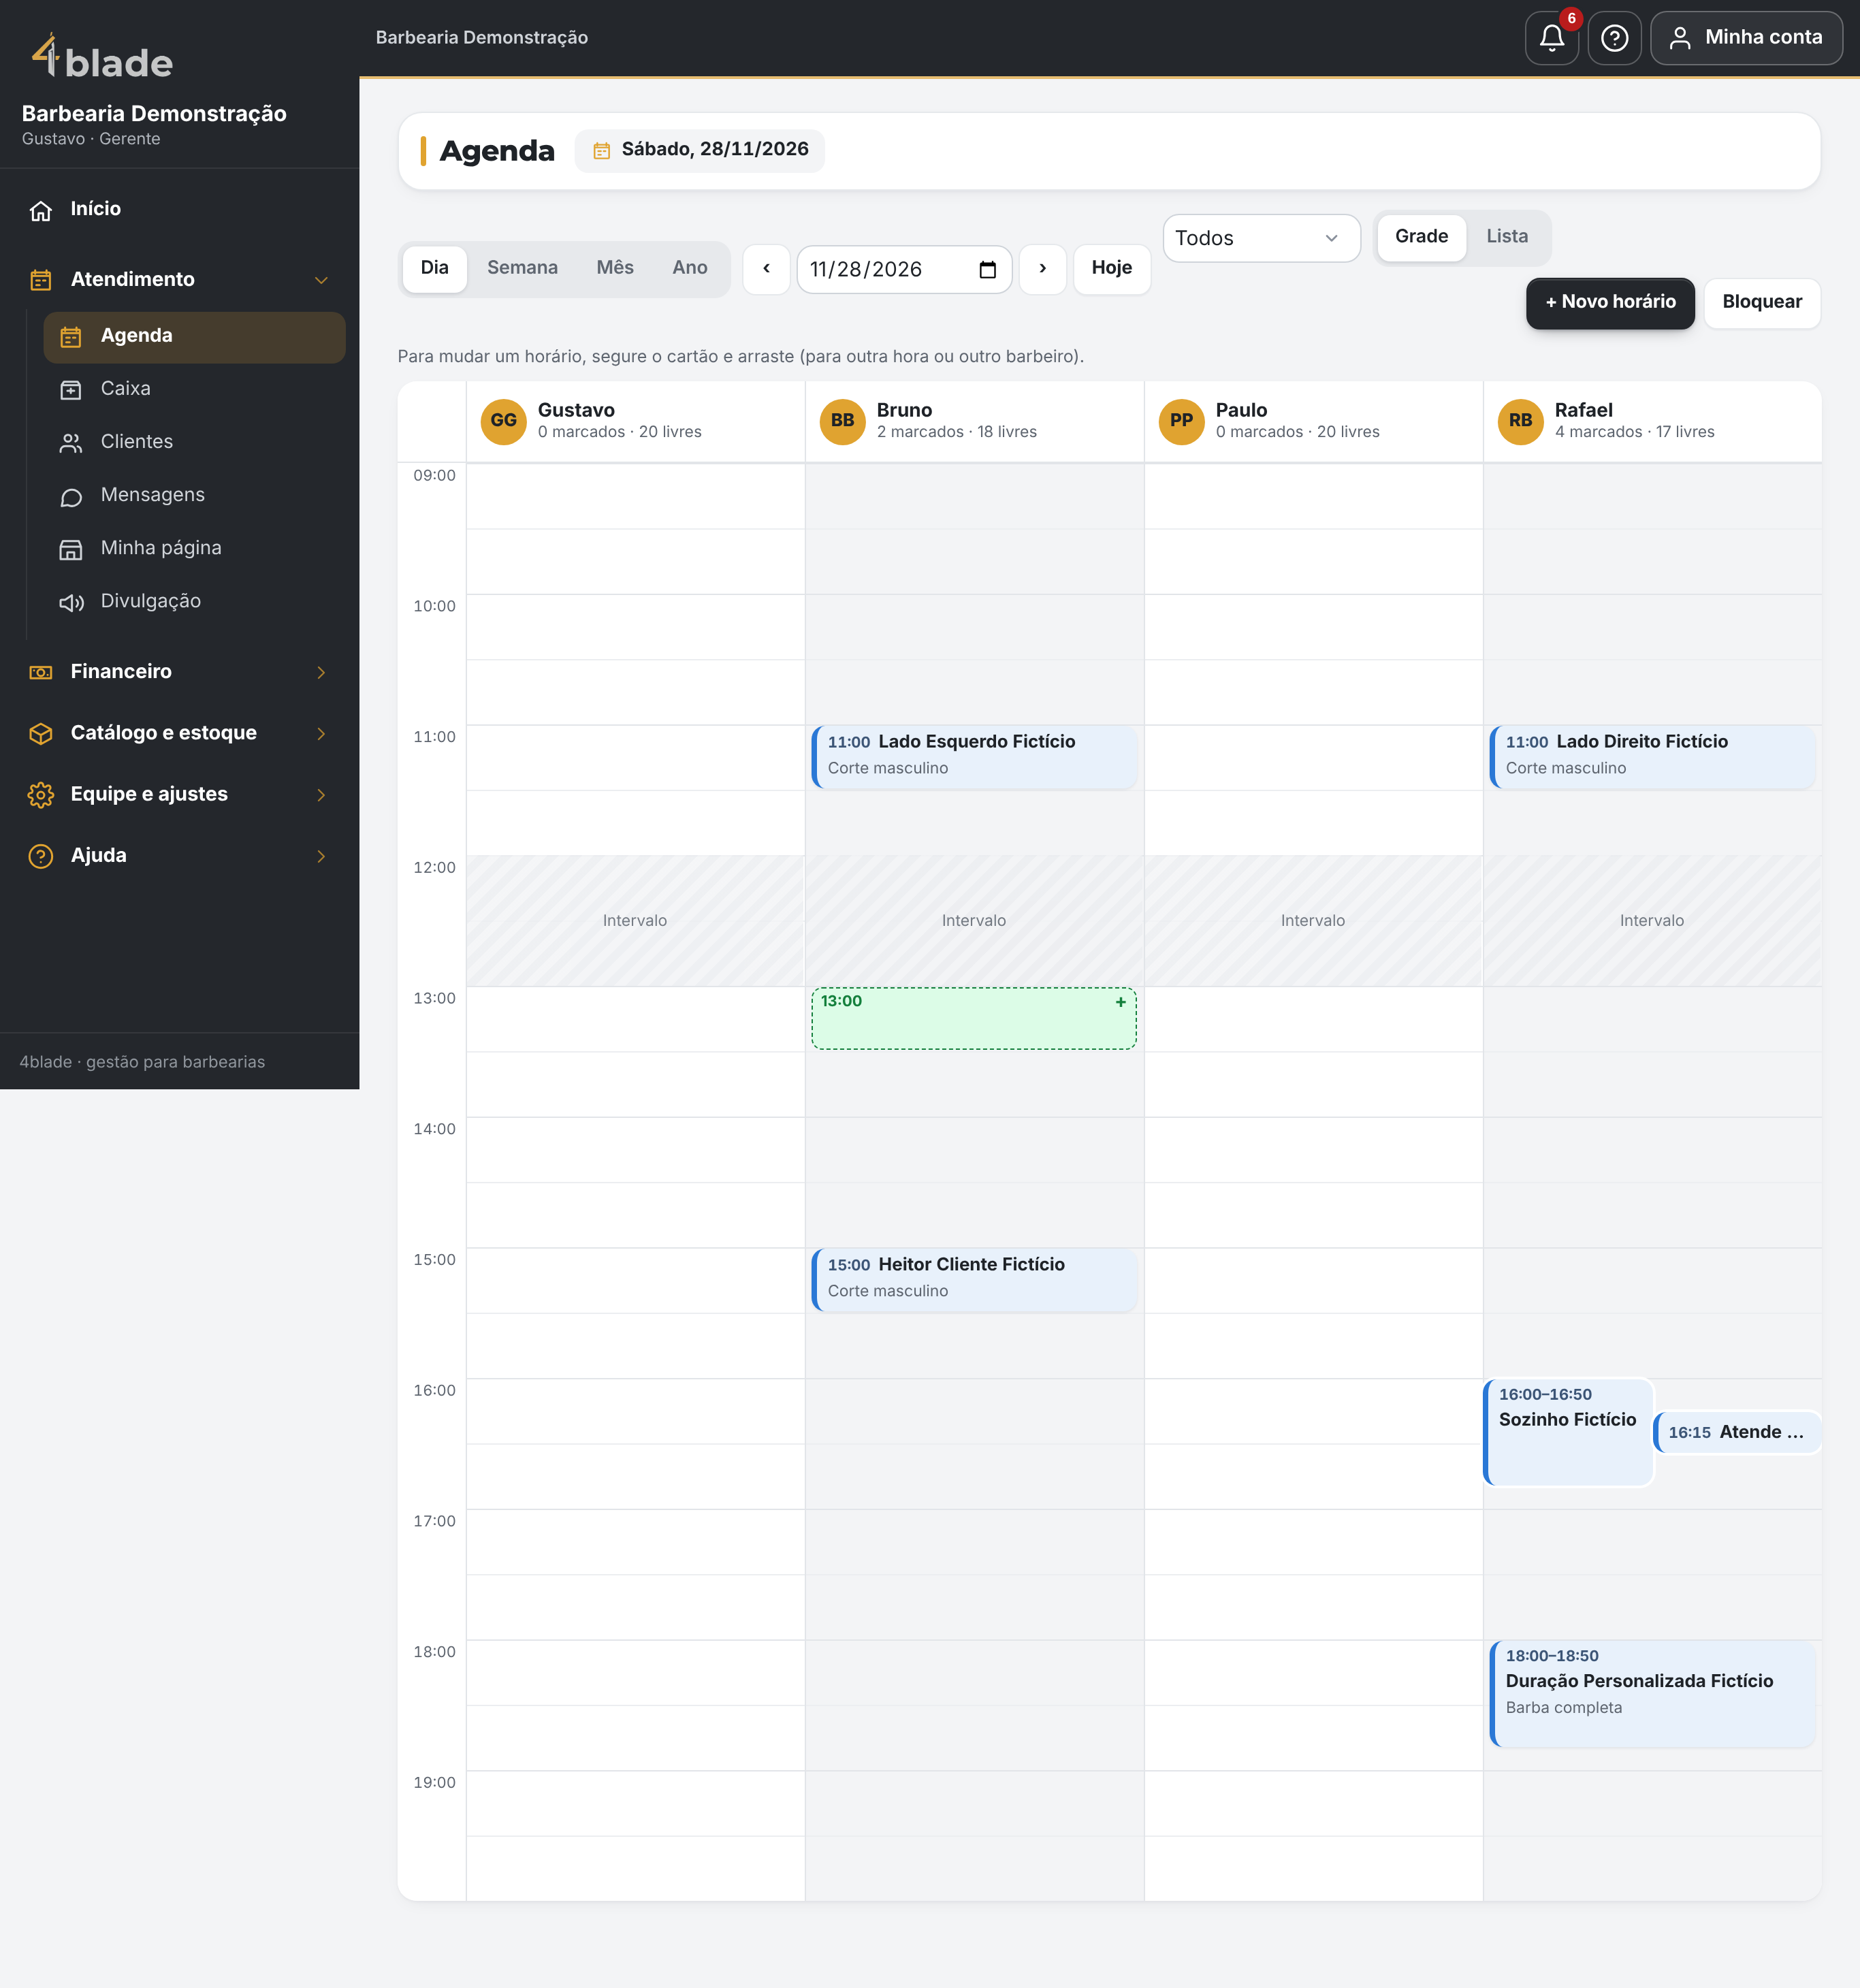 4blade
Barbearia Demonstração
Gustavo · Gerente
Início
Atendimento
Agenda
Caixa
Clientes
Mensagens
Minha página
Divulgação
Financeiro
Catálogo e estoque
Equipe e ajustes
Ajuda
4blade · gestão para barbearias
Barbearia Demonstração
6
Minha conta
Agenda
Sábado, 28/11/2026
Dia Semana Mês Ano ‹ 11/28/2026 › Hoje
Todos
Grade Lista
+ Novo horário
Bloquear
Para mudar um horário, segure o cartão e arraste (para outra hora ou outro barbeiro).
GG Gustavo
0 marcados · 20 livres
BB Bruno
2 marcados · 18 livres
PP Paulo
0 marcados · 20 livres
RB Rafael
4 marcados · 17 livres
09:00
10:00
11:00
11:00 Lado Esquerdo Fictício
Corte masculino
11:00 Lado Direito Fictício
Corte masculino
12:00
Intervalo
Intervalo
Intervalo
Intervalo
13:00
13:00 +
14:00
15:00
15:00 Heitor Cliente Fictício
Corte masculino
16:00
16:00–16:50
Sozinho Fictício
16:15 Atende ...
17:00
18:00
18:00–18:50
Duração Personalizada Fictício
Barba completa
19:00